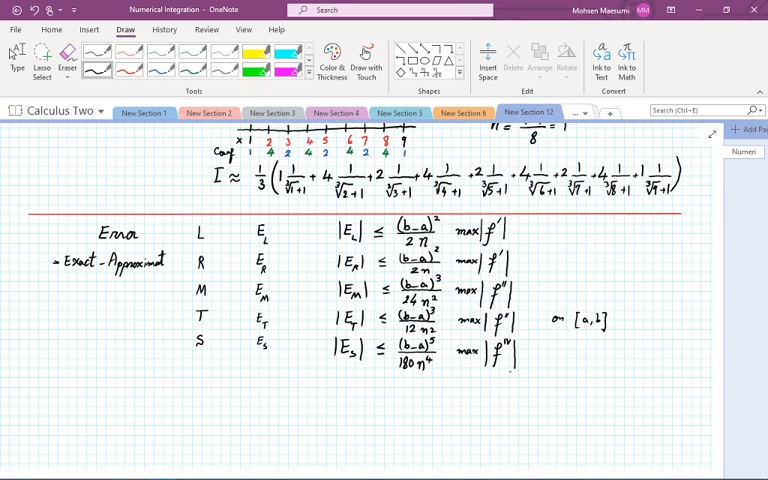 Numerical Integration - OneNote
Search
Mohsen Maesumi MM
File Home Insert Draw History Review View Help
Type Lasso Select Eraser Color & Thickness Draw with Touch Shapes Insert Space Delete Arrange Rotate Ink to Text Ink to Math
Tools Shapes Edit Convert
Calculus Two New Section 1 New Section 2 New Section 3 New Section 4 New Section 5 New Section 6 New Section 12 ... + Search (Ctrl+E)
Add Pag
Numeri
x 1 2 3 4 5 6 7 8 9
Coef 1 4 2 4 2 4 2 4 1
n = 8 = 1
I ≈ 1/3 (1 1/∛1+1 + 4 1/∛2+1 + 2 1/∛3+1 + 4 1/∛4+1 + 2 1/∛5+1 + 4 1/∛6+1 + 2 1/∛7+1 + 4 1/∛8+1 + 1 1/∛9+1)
Error L E_L |E_L| ≤ (b-a)^2/2n max|f'|
= Exact - Approximat R E_R |E_R| ≤ (b-a)^2/2n max|f'|
M E_M |E_M| ≤ (b-a)^3/24n^2 max|f''|
T E_T |E_T| ≤ (b-a)^3/12n^2 max|f''| on [a,b]
S E_S |E_S| ≤ (b-a)^5/180n^4 max|f^IV|